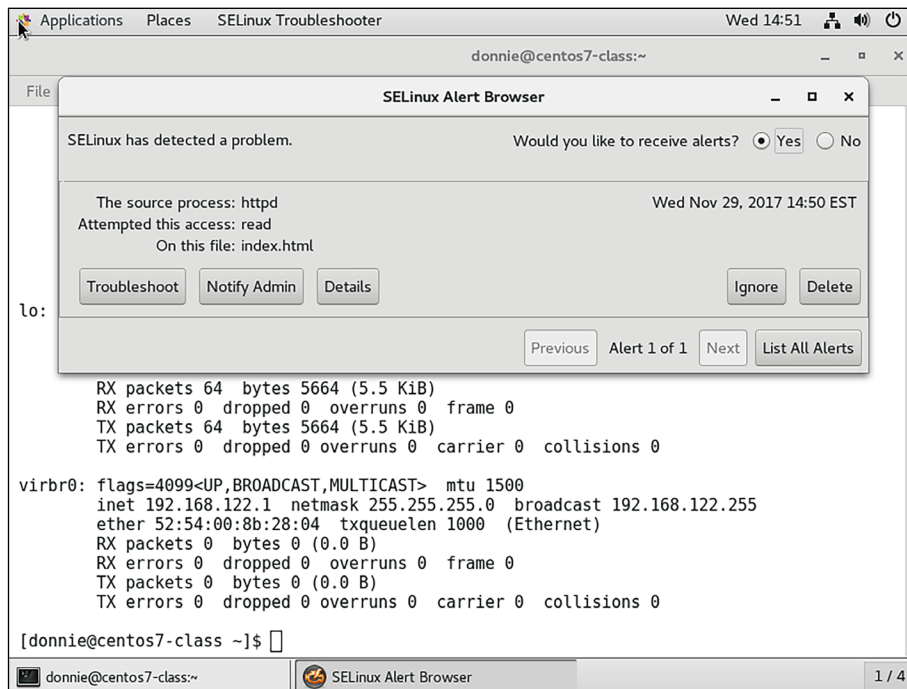 Applications Places SELinux Troubleshooter Wed 14:51
donnie@centos7-class:~
File
SELinux Alert Browser
SELinux has detected a problem. Would you like to receive alerts? Yes No
The source process: httpd Wed Nov 29, 2017 14:50 EST
Attempted this access: read
On this file: index.html
Troubleshoot Notify Admin Details Ignore Delete
lo:
Previous Alert 1 of 1 Next List All Alerts
RX packets 64 bytes 5664 (5.5 KiB)
RX errors 0 dropped 0 overruns 0 frame 0
TX packets 64 bytes 5664 (5.5 KiB)
TX errors 0 dropped 0 overruns 0 carrier 0 collisions 0
virbr0: flags=4099<UP,BROADCAST,MULTICAST> mtu 1500
inet 192.168.122.1 netmask 255.255.255.0 broadcast 192.168.122.255
ether 52:54:00:8b:28:04 txqueuelen 1000 (Ethernet)
RX packets 0 bytes 0 (0.0 B)
RX errors 0 dropped 0 overruns 0 frame 0
TX packets 0 bytes 0 (0.0 B)
TX errors 0 dropped 0 overruns 0 carrier 0 collisions 0
[donnie@centos7-class ~]$
donnie@centos7-class:~ SELinux Alert Browser 1 / 4